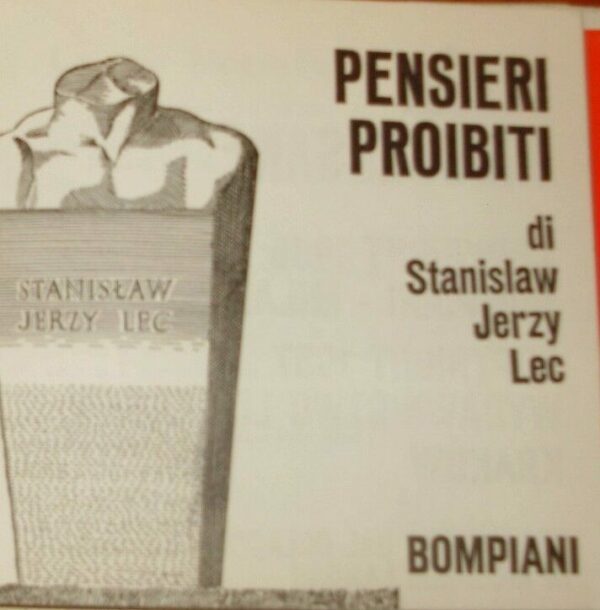 PENSIERI
PROIBITI
di
Stanislaw
Jerzy
Lec
STANISŁAW
JERZY LEC
BOMPIANI